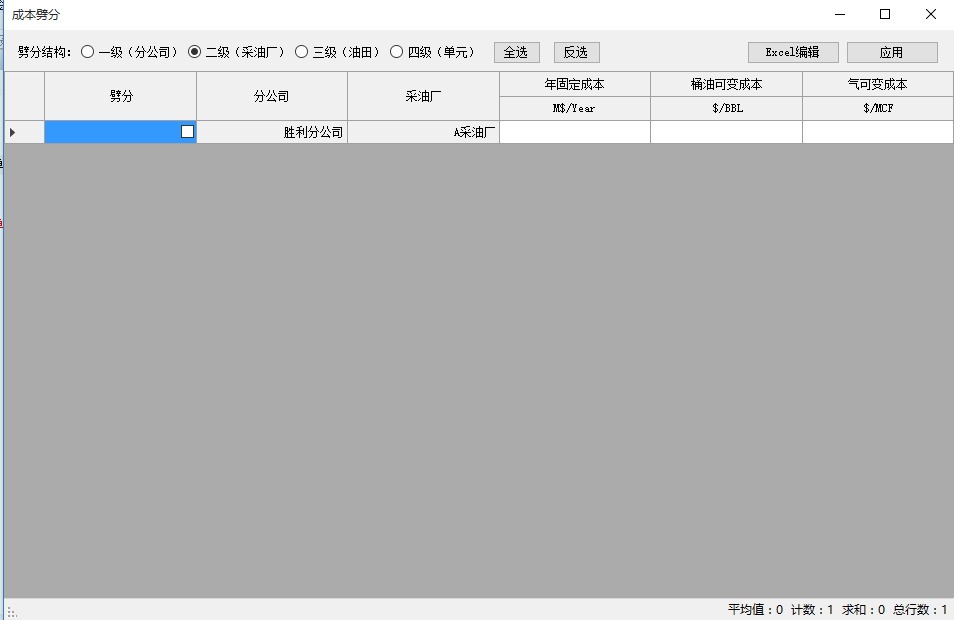 成本劈分
劈分结构: 一级（分公司） 二级（采油厂） 三级（油田） 四级（单元） 全选 反选 Excel编辑 应用
劈分 分公司 采油厂 年固定成本 桶油可变成本 气可变成本
M$/Year $/BBL $/MCF
胜利分公司 A采油厂
平均值：0 计数：1 求和：0 总行数：1